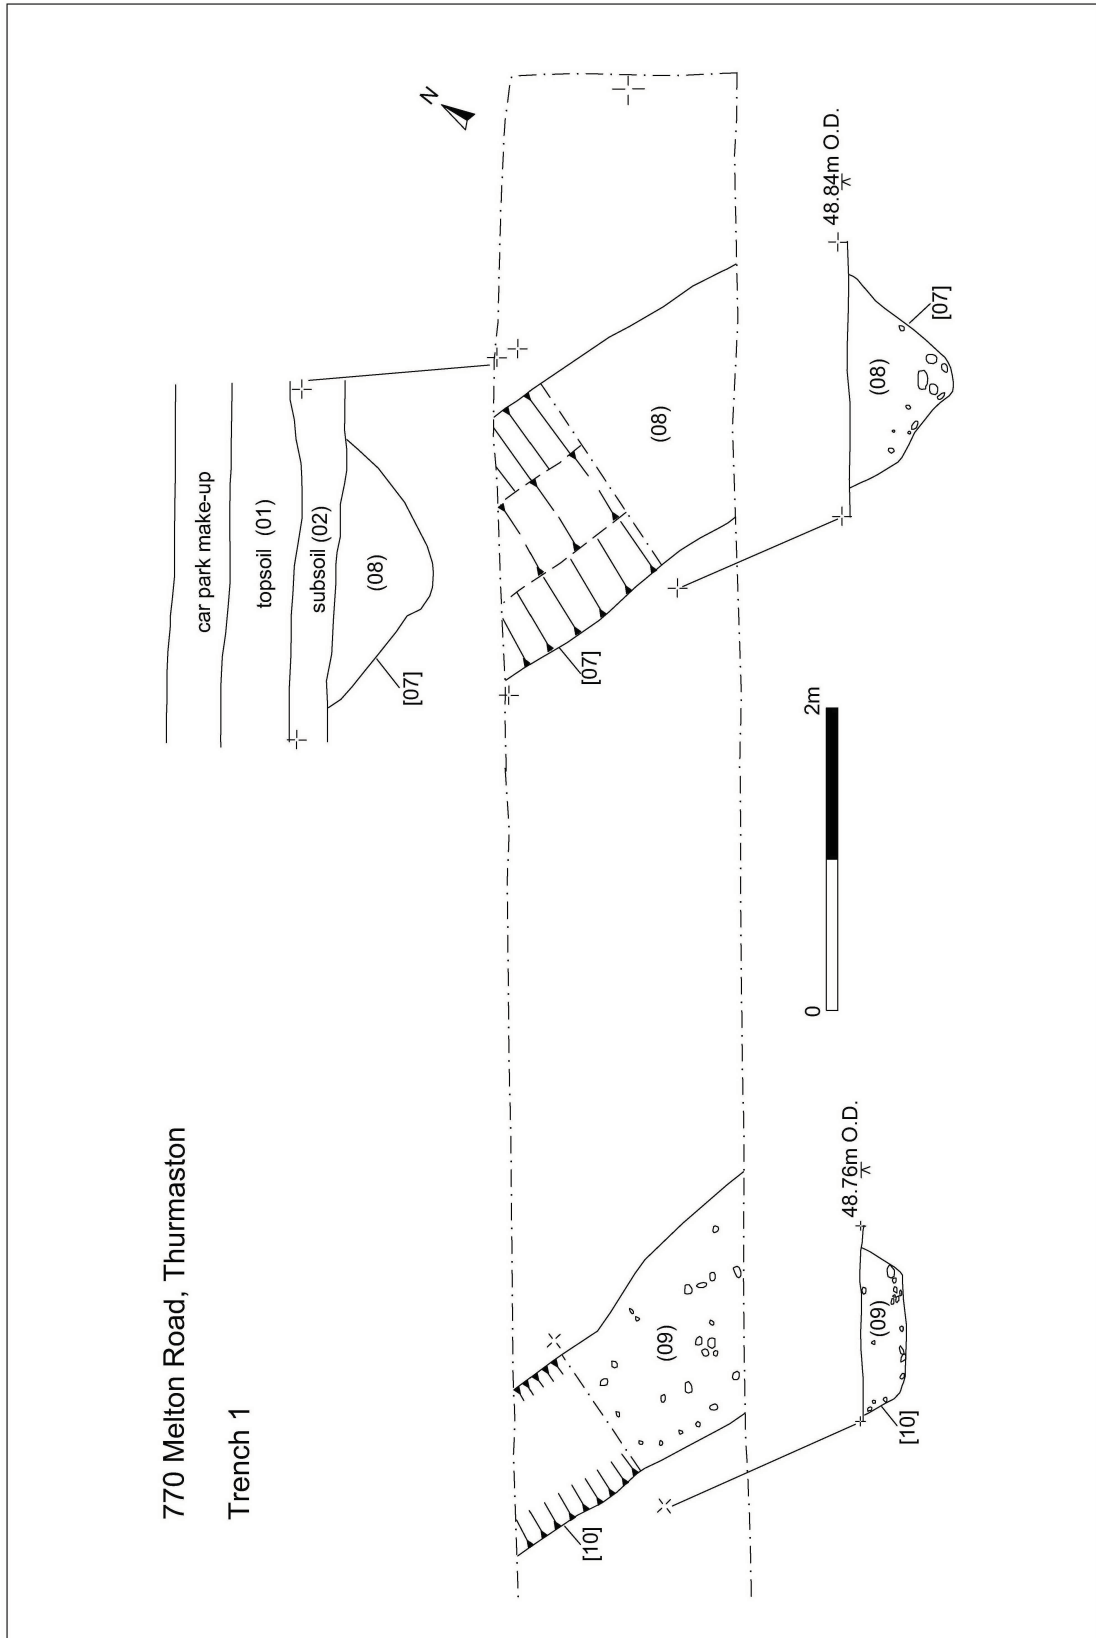 770 Melton Road, Thurmaston
Trench 1
car park make-up
topsoil (01)
subsoil (02)
(08)
[07]
N
[10]
(09)
[07]
(08)
0
2m
48.76m O.D.
(09)
[10]
48.84m O.D.
(08)
[07]